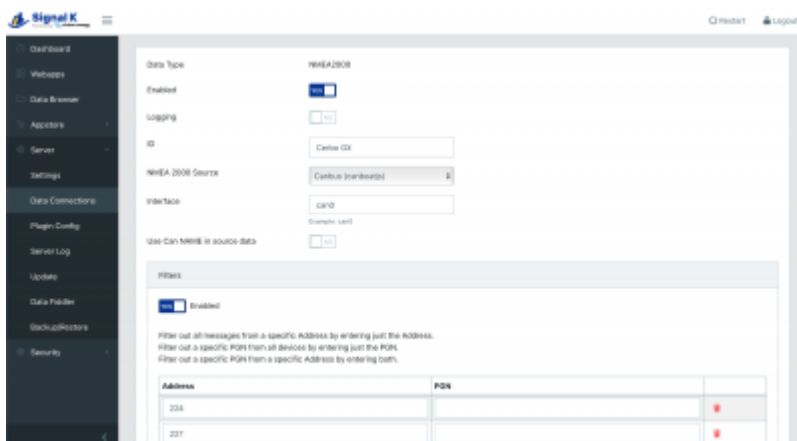 Signal K
Restart
Logout
Dashboard
Webapps
Data Browser
Appstore
Server
Settings
Data Connections
Plugin Config
Server Log
Update
Data Fiddler
Backup/Restore
Security
Data Type NMEA2000
Enabled YES
Logging NO
ID Cerbo GX
NMEA 2000 Source Canbus (canboatjs)
Interface can0
Example: can0
Use Can NAME in source data NO
Filters
YES Enabled
Filter out all messages from a specific Address by entering just the Address.
Filter out a specific PGN from all devices by entering just the PGN.
Filter out a specific PGN from a specific Address by entering both.
Address PGN
224
227